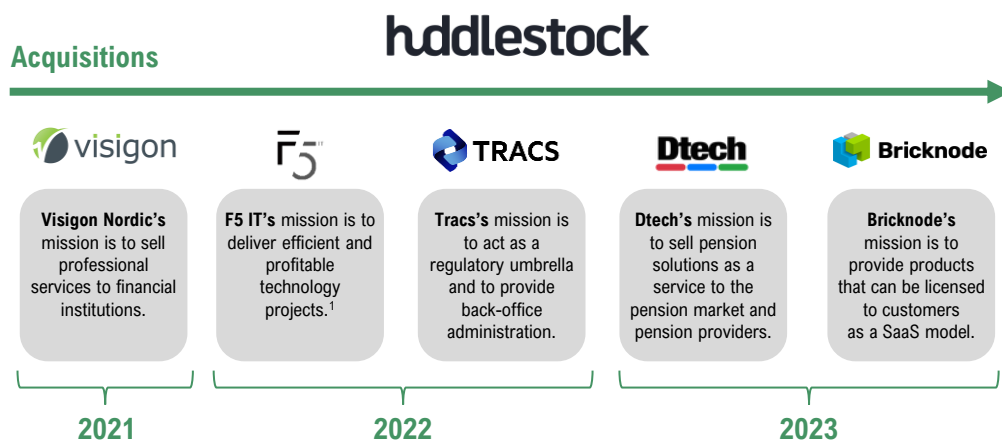 huddlestock
Acquisitions
visigon
F5 IT
TRACS
Dtech
Bricknode
Visigon Nordic's
mission is to sell
professional
services to financial
institutions.
F5 IT's mission is to
deliver efficient and
profitable
technology
projects.1
Tracs's mission is
to act as a
regulatory umbrella
and to provide
back-office
administration.
Dtech's mission is
to sell pension
solutions as a
service to the
pension market and
pension providers.
Bricknode's
mission is to
provide products
that can be licensed
to customers
as a SaaS model.
2021
2022
2023